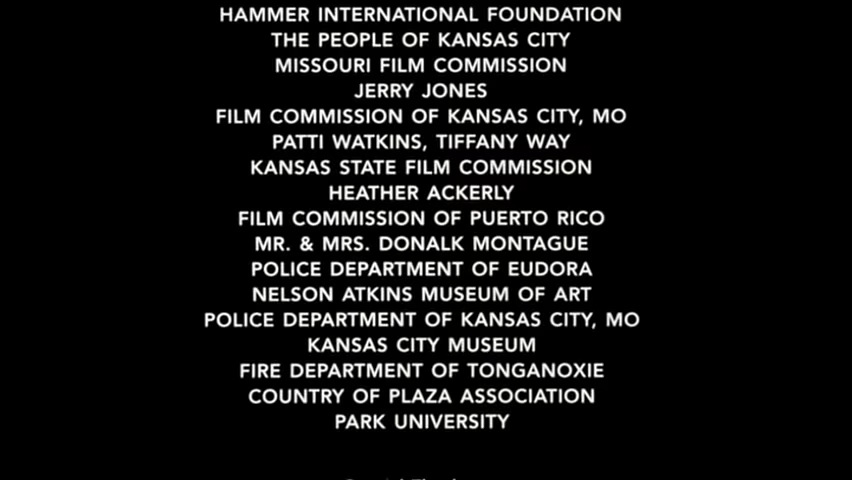 HAMMER INTERNATIONAL FOUNDATION
THE PEOPLE OF KANSAS CITY
MISSOURI FILM COMMISSION
JERRY JONES
FILM COMMISSION OF KANSAS CITY, MO
PATTI WATKINS, TIFFANY WAY
KANSAS STATE FILM COMMISSION
HEATHER ACKERLY
FILM COMMISSION OF PUERTO RICO
MR. & MRS. DONALK MONTAGUE
POLICE DEPARTMENT OF EUDORA
NELSON ATKINS MUSEUM OF ART
POLICE DEPARTMENT OF KANSAS CITY, MO
KANSAS CITY MUSEUM
FIRE DEPARTMENT OF TONGANOXIE
COUNTRY OF PLAZA ASSOCIATION
PARK UNIVERSITY